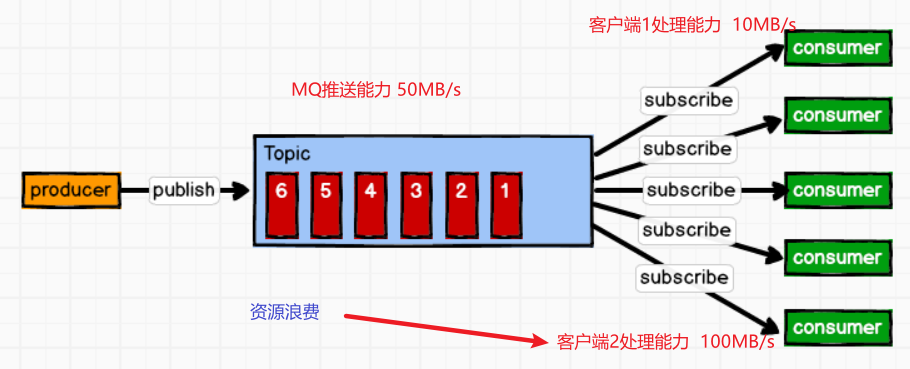 客户端1处理能力 10MB/s
consumer
MQ推送能力 50MB/s
subscribe
consumer
Topic
subscribe
producer
publish
6 5 4 3 2 1
subscribe
consumer
subscribe
consumer
subscribe
资源浪费
consumer
客户端2处理能力 100MB/s